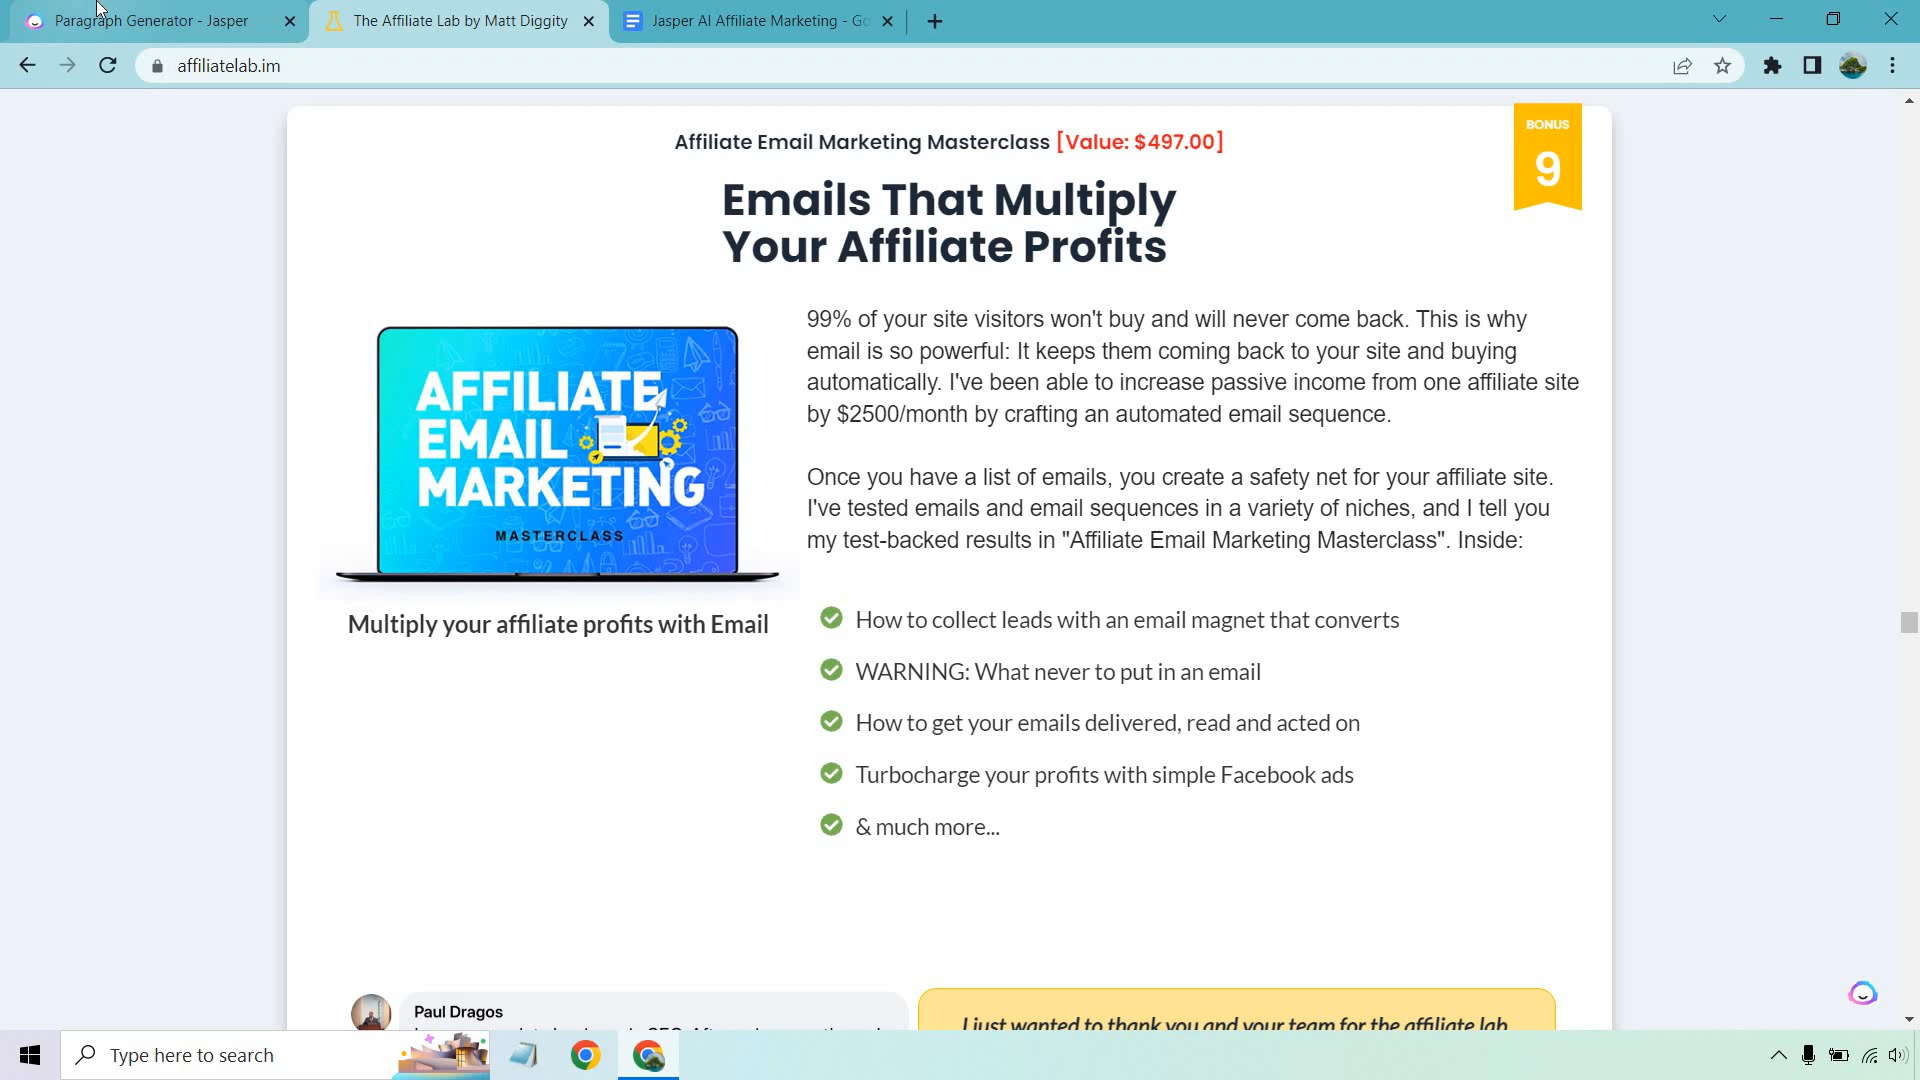 Paragraph Generator - Jasper
The Affiliate Lab by Matt Diggity
Jasper AI Affiliate Marketing - Go
affiliatelab.im
Affiliate Email Marketing Masterclass [Value: $497.00]
BONUS
9
Emails That Multiply
Your Affiliate Profits
99% of your site visitors won't buy and will never come back. This is why
email is so powerful: It keeps them coming back to your site and buying
automatically. I've been able to increase passive income from one affiliate site
by $2500/month by crafting an automated email sequence.
AFFILIATE
EMAIL
MARKETING
MASTERCLASS
Once you have a list of emails, you create a safety net for your affiliate site.
I've tested emails and email sequences in a variety of niches, and I tell you
my test-backed results in "Affiliate Email Marketing Masterclass". Inside:
Multiply your affiliate profits with Email
How to collect leads with an email magnet that converts
WARNING: What never to put in an email
How to get your emails delivered, read and acted on
Turbocharge your profits with simple Facebook ads
& much more...
Paul Dragos
I just wanted to thank you and your team for the affiliate lab
Type here to search